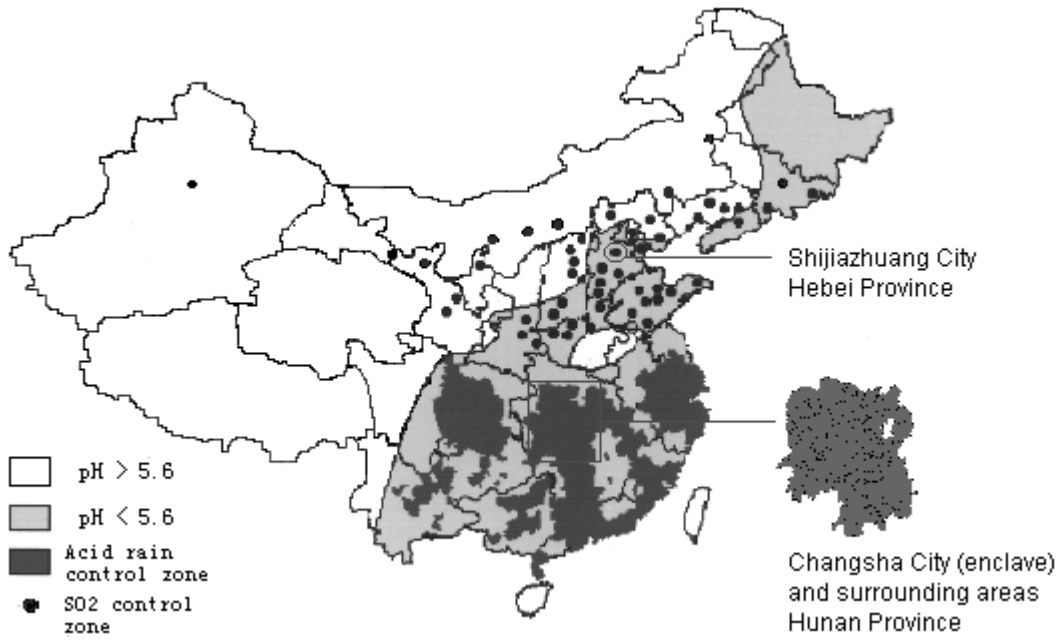 Shijiazhuang City
Hebei Province
pH > 5.6
pH < 5.6
Acid rain
control zone
SO2 control
zone
Changsha City (enclave)
and surrounding areas
Hunan Province